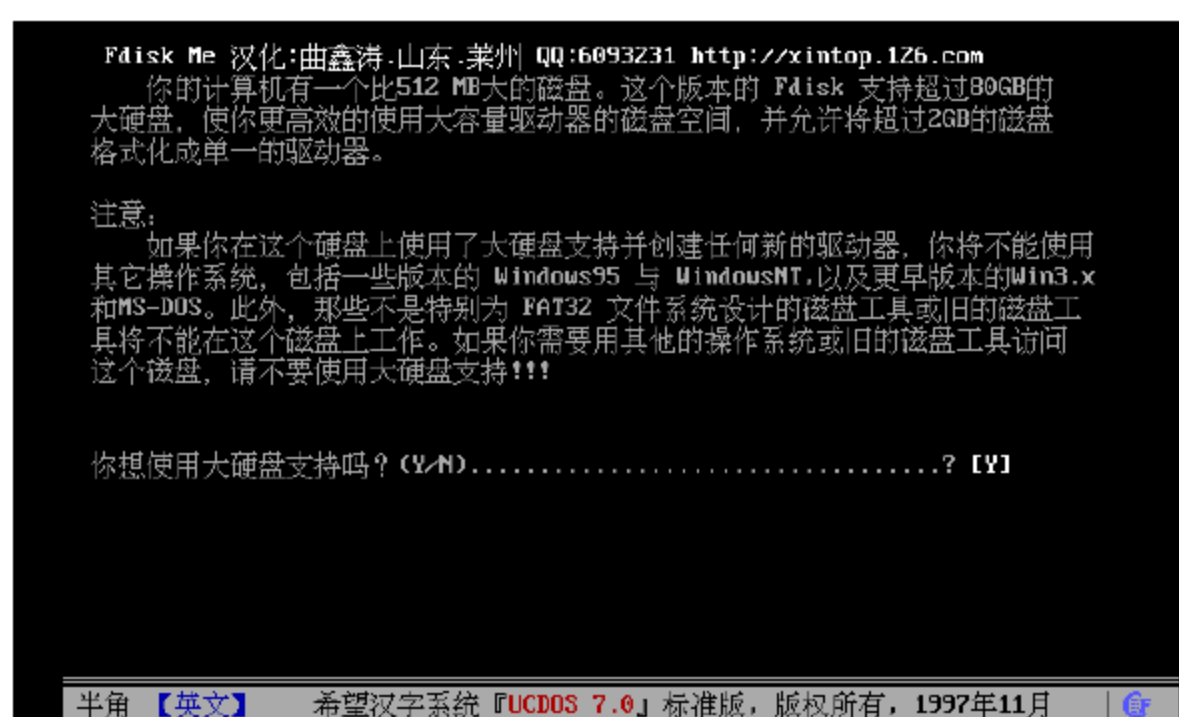 Fdisk Me 汉化:曲鑫涛.山东.莱州 QQ:6093231 http://xintop.126.com
你的计算机有一个比512 MB大的磁盘。这个版本的 Fdisk 支持超过80GB的
大硬盘，使你更高效的使用大容量驱动器的磁盘空间，并允许将超过2GB的磁盘
格式化成单一的驱动器。
注意：
如果你在这个硬盘上使用了大硬盘支持并创建任何新的驱动器，你将不能使用
其它操作系统，包括一些版本的 Windows95 与 WindowsNT,以及更早版本的Win3.x
和MS-DOS。此外，那些不是特别为 FAT32 文件系统设计的磁盘工具或旧的磁盘工
具将不能在这个磁盘上工作。如果你需要用其他的操作系统或旧的磁盘工具访问
这个磁盘，请不要使用大硬盘支持!!!
你想使用大硬盘支持吗？(Y/N)..................................? [Y]
半角 【英文】 希望汉字系统『UCDOS 7.0』标准版，版权所有，1997年11月